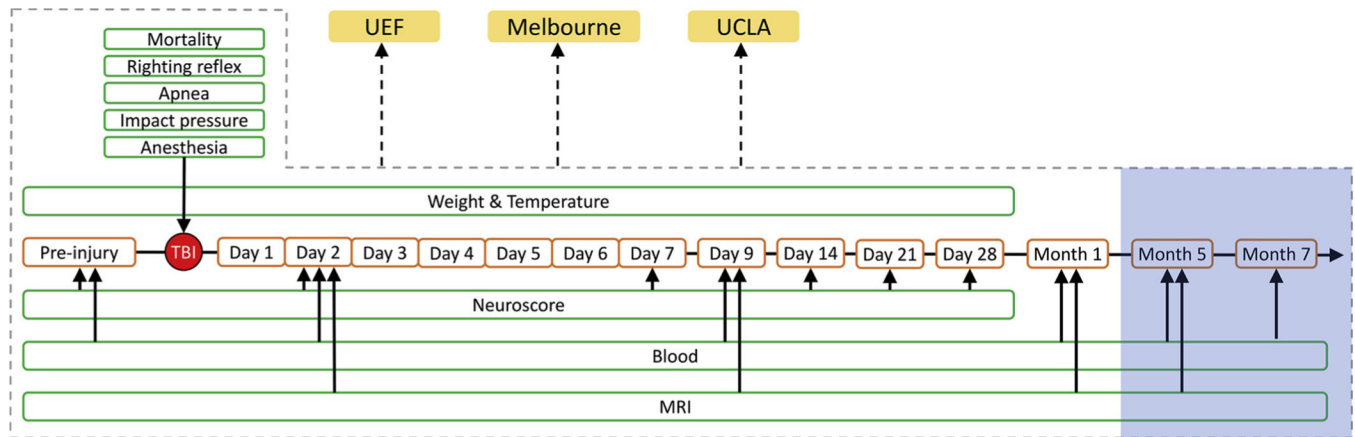 UEF
Melbourne
UCLA
Mortality
Righting reflex
Apnea
Impact pressure
Anesthesia
Weight & Temperature
Pre-injury
TBI
Day 1
Day 2
Day 3
Day 4
Day 5
Day 6
Day 7
Day 9
Day 14
Day 21
Day 28
Month 1
Month 5
Month 7
Neuroscore
Blood
MRI